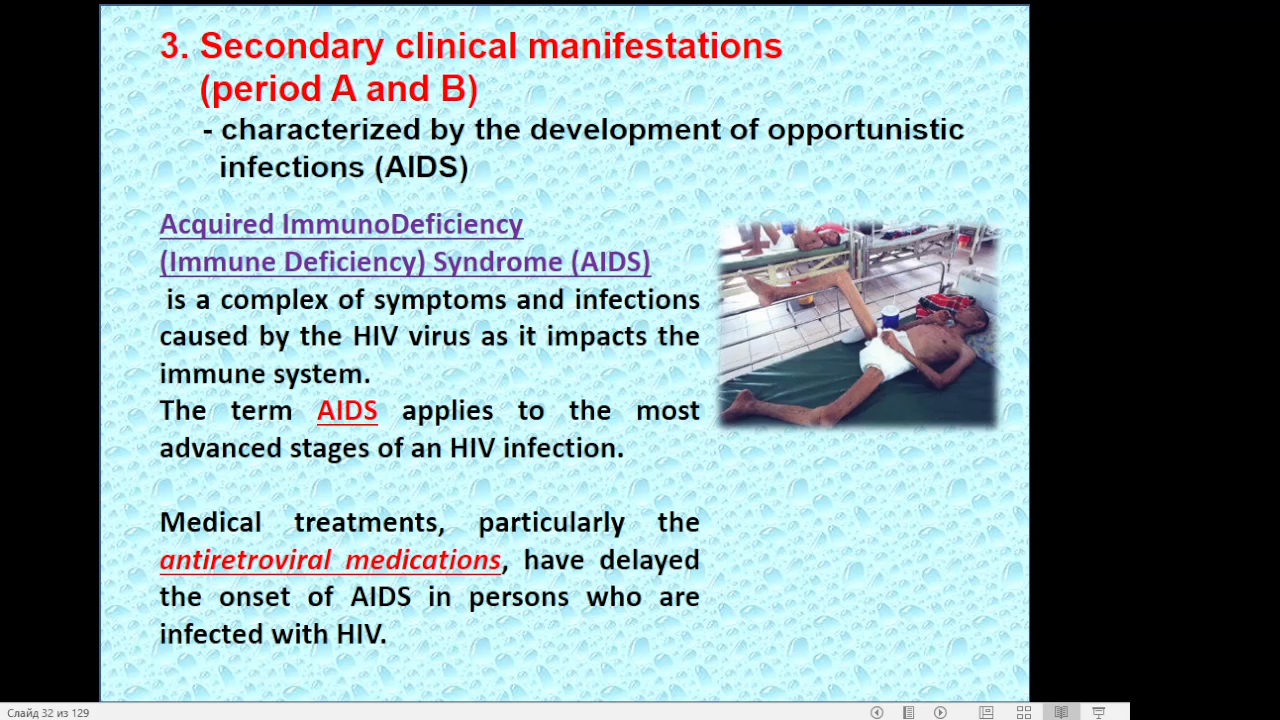 3. Secondary clinical manifestations
(period A and B)
- characterized by the development of opportunistic
infections (AIDS)
Acquired ImmunoDeficiency
(Immune Deficiency) Syndrome (AIDS)
is a complex of symptoms and infections
caused by the HIV virus as it impacts the
immune system.
The term AIDS applies to the most
advanced stages of an HIV infection.
Medical treatments, particularly the
antiretroviral medications, have delayed
the onset of AIDS in persons who are
infected with HIV.
Слайд 32 из 129